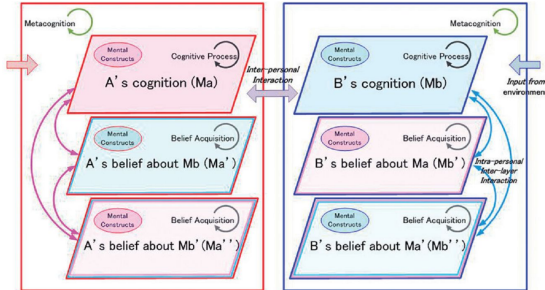 Metacognition
Mental
Constructs
Cognitive Process
A's cognition (Ma)
Mental
Constructs
Belief Acquisition
A's belief about Mb (Ma')
Mental
Constructs
Belief Acquisition
A's belief about Mb'(Ma'')
Inter-personal
Interaction
Metacognition
Mental
Constructs
Cognitive Process
B's cognition (Mb)
Input from
environment
Mental
Constructs
Belief Acquisition
B's belief about Ma (Mb')
Intra-personal
Inter-layer
Interaction
Mental
Constructs
Belief Acquisition
B's belief about Ma'(Mb'')